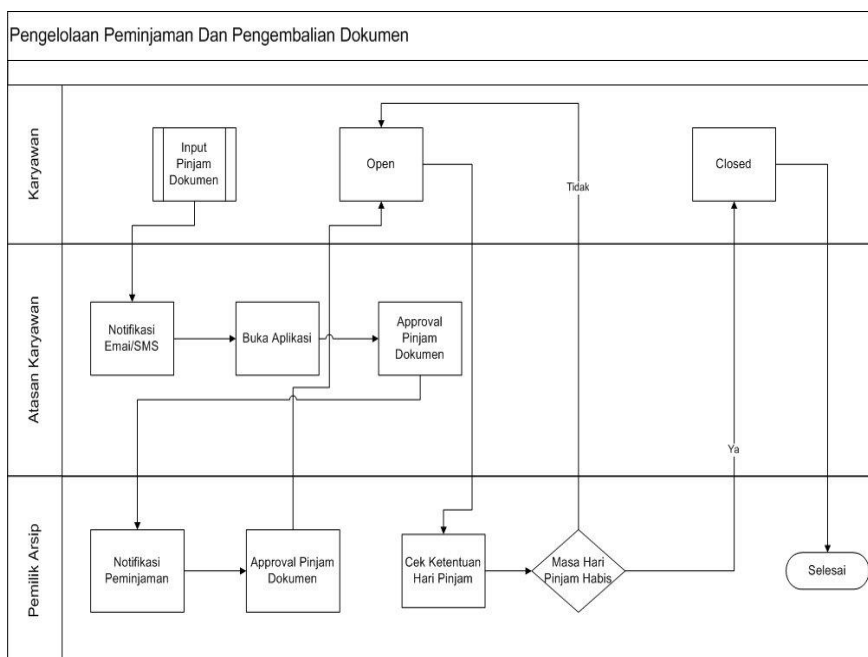 Pengelolaan Peminjaman Dan Pengembalian Dokumen
Karyawan
Input
Pinjam
Dokumen
Open
Tidak
Closed
Atasan Karyawan
Notifikasi
Emai/SMS
Buka Aplikasi
Approval
Pinjam
Dokumen
Ya
Pemilik Arsip
Notifikasi
Peminjaman
Approval Pinjam
Dokumen
Cek Ketentuan
Hari Pinjam
Masa Hari
Pinjam Habis
Selesai